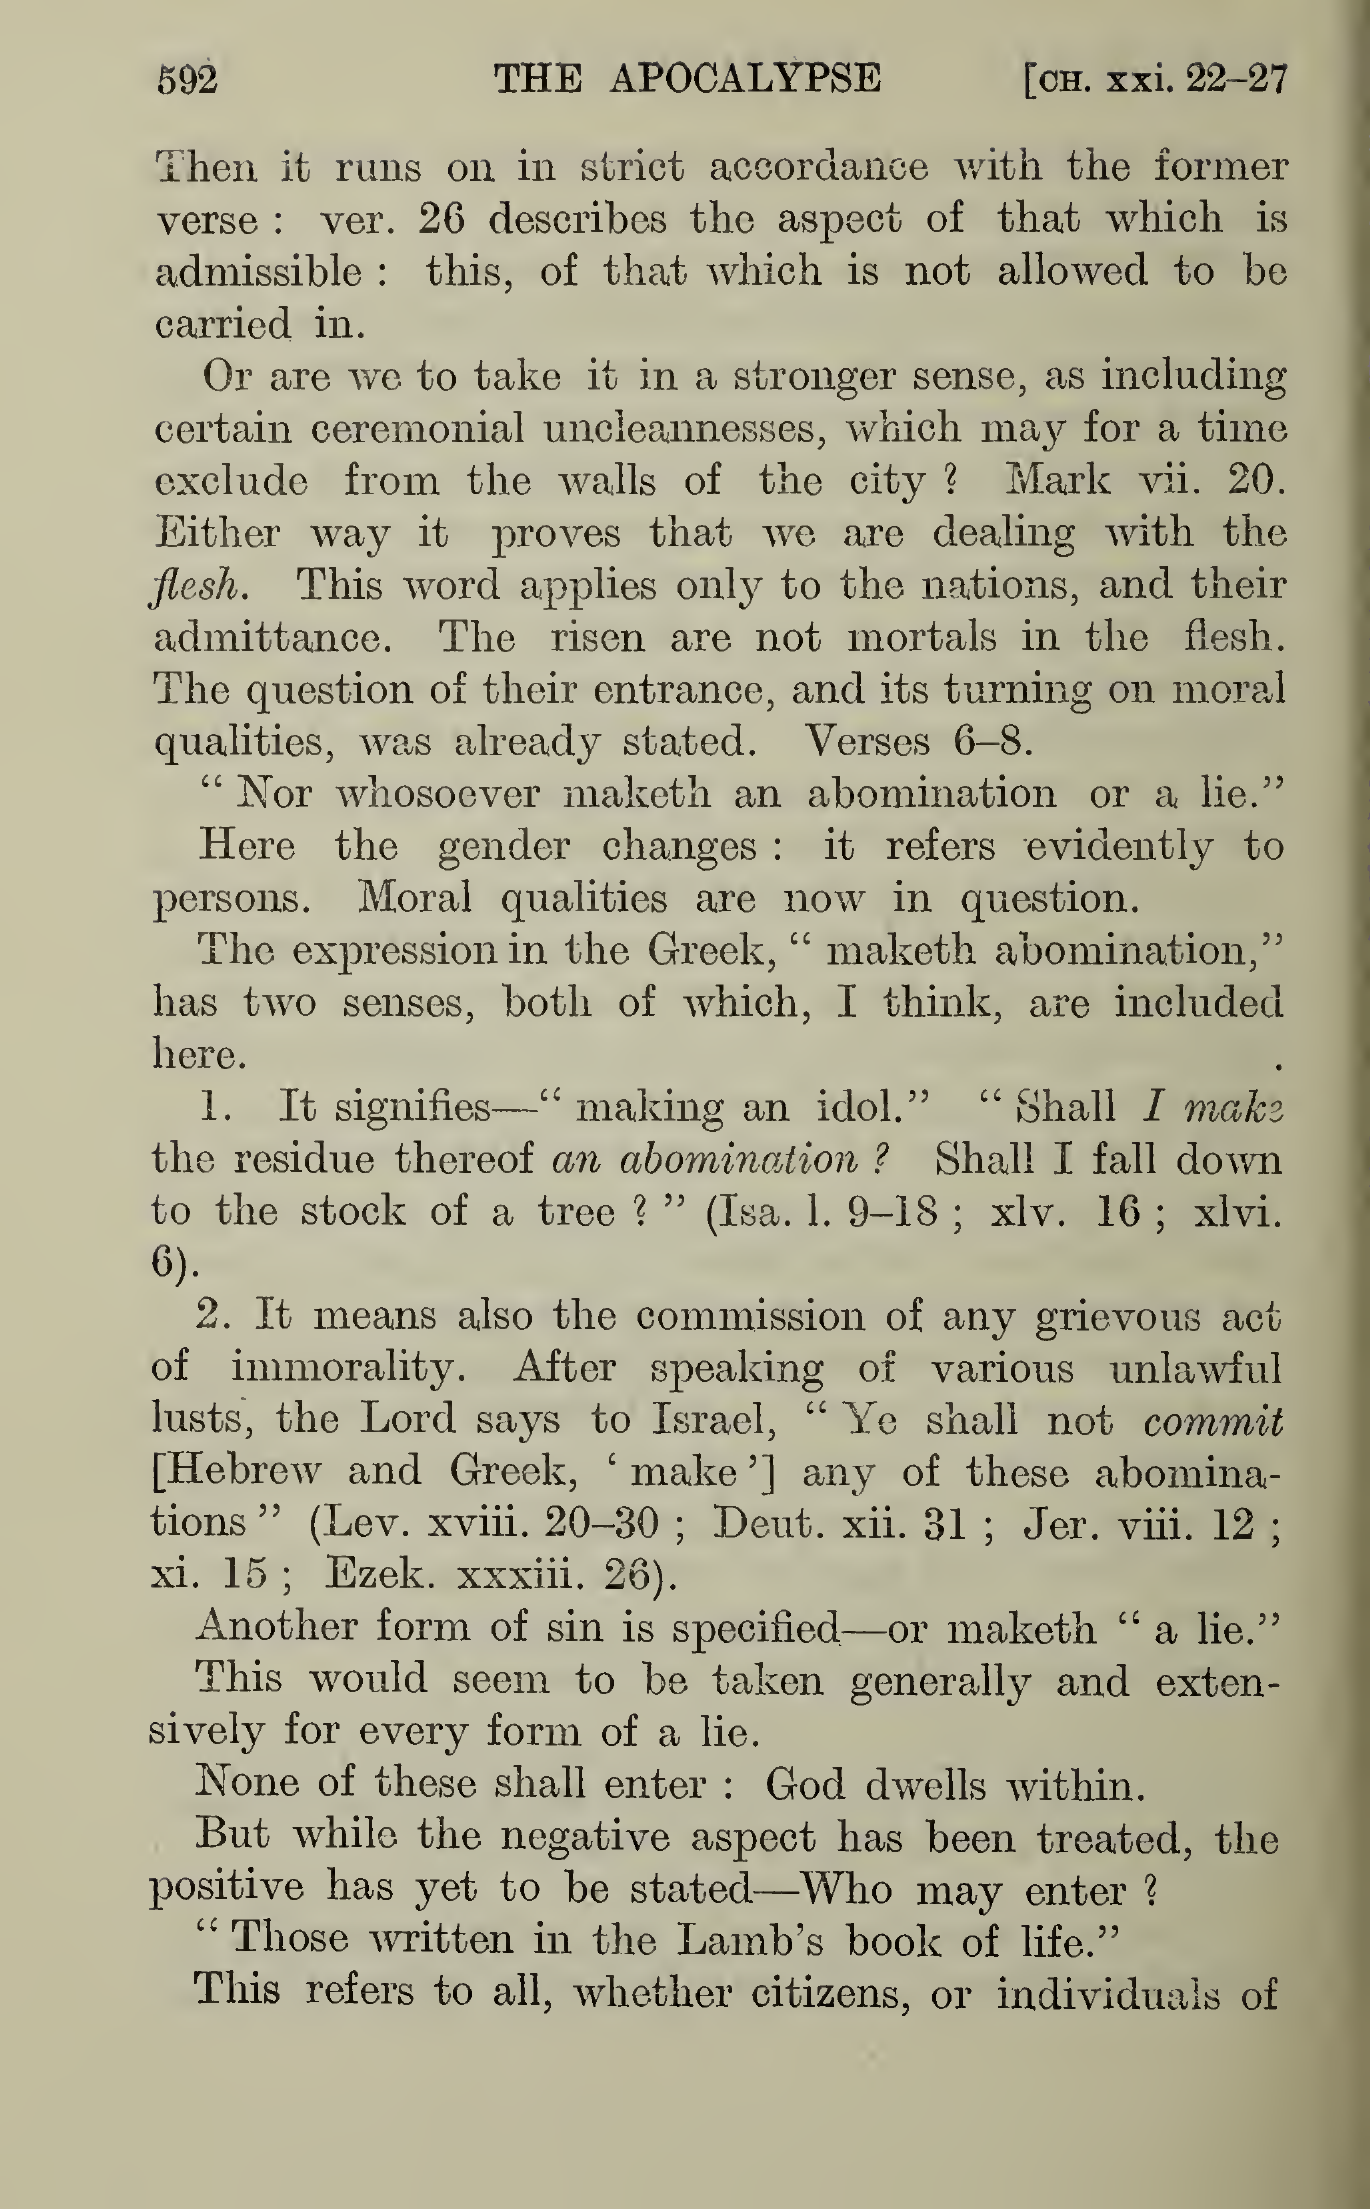 592 THE APOCALYPSE [CH. xxi. 22–27
Then it runs on in strict accordance with the former
verse : ver. 26 describes the aspect of that which is
admissible : this, of that which is not allowed to be
carried in.
Or are we to take it in a stronger sense, as including
certain ceremonial uncleannesses, which may for a time
exclude from the walls of the city ? Mark vii. 20.
Either way it proves that we are dealing with the
flesh. This word applies only to the nations, and their
admittance. The risen are not mortals in the flesh.
The question of their entrance, and its turning on moral
qualities, was already stated. Verses 6–8.
“ Nor whosoever maketh an abomination or a lie.”
Here the gender changes : it refers evidently to
persons. Moral qualities are now in question.
The expression in the Greek, “ maketh abomination,”
has two senses, both of which, I think, are included
here.
1. It signifies—“ making an idol.” “ Shall I make
the residue thereof an abomination ? Shall I fall down
to the stock of a tree ? ” (Isa. l. 9–18 ; xlv. 16 ; xlvi.
6).
2. It means also the commission of any grievous act
of immorality. After speaking of various unlawful
lusts, the Lord says to Israel, “ Ye shall not commit
[Hebrew and Greek, ‘ make ’] any of these abomina-
tions ” (Lev. xviii. 20–30 ; Deut. xii. 31 ; Jer. viii. 12 ;
xi. 15 ; Ezek. xxxiii. 26).
Another form of sin is specified—or maketh “ a lie.”
This would seem to be taken generally and exten-
sively for every form of a lie.
None of these shall enter : God dwells within.
But while the negative aspect has been treated, the
positive has yet to be stated—Who may enter ?
“ Those written in the Lamb’s book of life.”
This refers to all, whether citizens, or individuals of